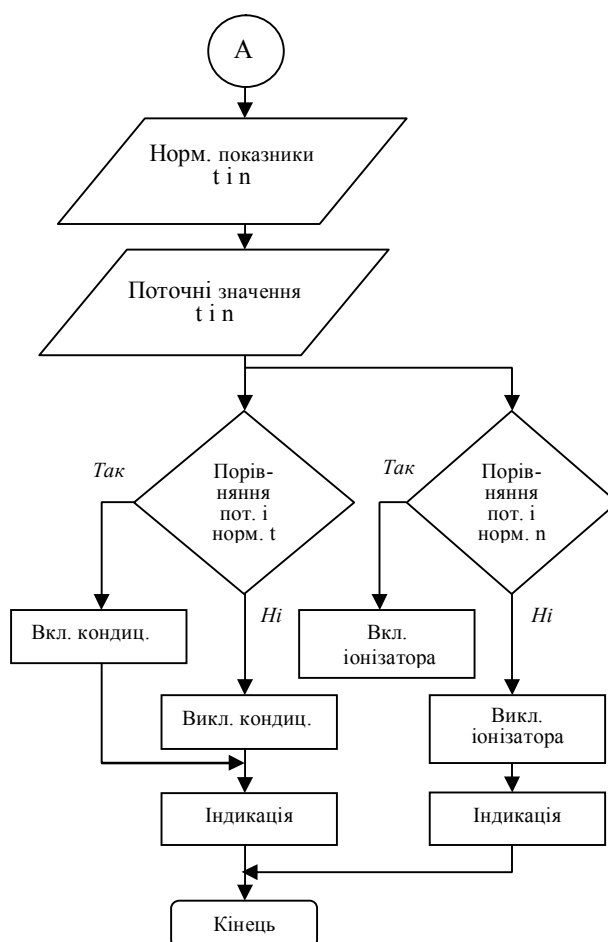 А
Норм. показники
t і n
Поточні значення
t і n
Так
Порів-
няння
пот. і
норм. t
Так
Порів-
няння
пот. і
норм. n
Ні
Ні
Вкл. кондиц.
Вкл.
іонізатора
Викл. кондиц.
Викл.
іонізатора
Індикація
Індикація
Кінець